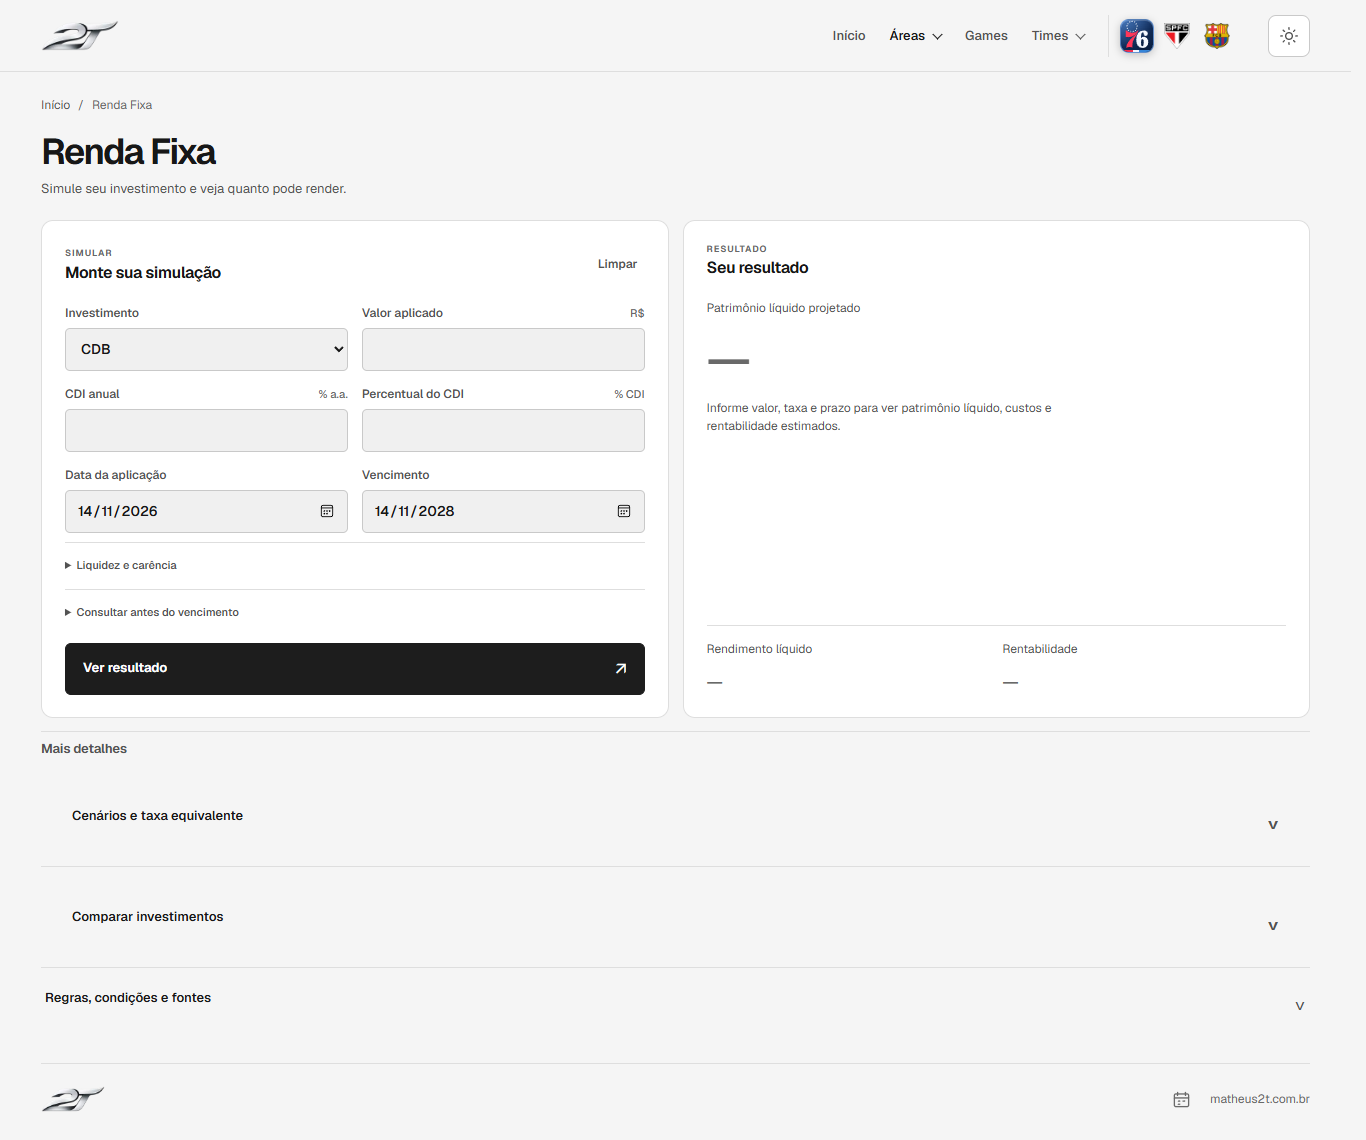 2T
Início
Áreas
Games
Times
76
SPFC
Início / Renda Fixa
Renda Fixa
Simule seu investimento e veja quanto pode render.
SIMULAR
Monte sua simulação
Limpar
Investimento
CDB
Valor aplicado
R$
CDI anual
% a.a.
Percentual do CDI
% CDI
Data da aplicação
14/11/2026
Vencimento
14/11/2028
Liquidez e carência
Consultar antes do vencimento
Ver resultado
RESULTADO
Seu resultado
Patrimônio líquido projetado
—
Informe valor, taxa e prazo para ver patrimônio líquido, custos e
rentabilidade estimados.
Rendimento líquido
—
Rentabilidade
—
Mais detalhes
Cenários e taxa equivalente
v
Comparar investimentos
v
Regras, condições e fontes
v
2T
matheus2t.com.br